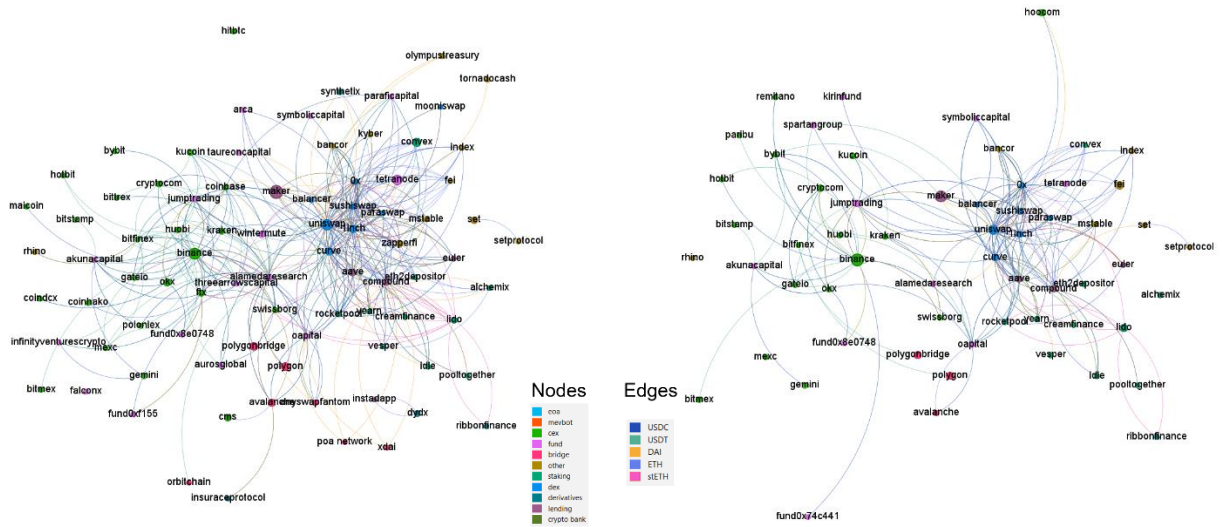 hitbtc
olympustreasury
tornadocash
synthetix
paraficapital
mooniswap
arca
symboliccapital
kyber
convex
index
bybit
kucoin
taureoncapital
bancor
0x
tetranode
fei
hotbit
cryptocom
coinbase
maker
bittrex
jumptrading
balancer
sushiswap
paraswap
maicoin
bitstamp
huobi
kraken
wintermute
uniswap
1inch
mstable
set
bitfinex
zapperfi
setprotocol
rhino
akunacapital
binance
curve
euler
gateio
okx
threearrowscapital
alamedaresearch
aave
compound
eth2depositor
alchemix
coindcx
coinhako
ftx
swissborg
rocketpool
yearn
creamfinance
lido
poloniex
fund0x8e0748
oapital
infinityventurescrypto
mexc
polygonbridge
vesper
aurosglobal
polygon
idle
pooltogether
bitmex
falconx
gemini
avalanche
anyswapfantom
instadapp
fund0xf155
cms
dydx
ribbonfinance
poa network
xdai
orbitchain
insuraceprotocol
Nodes
eoa
mevbot
cex
fund
bridge
other
staking
dex
derivatives
lending
crypto bank
Edges
USDC
USDT
DAI
ETH
stETH
hoocom
remitano
kirinfund
symboliccapital
panbu
spartangroup
bybit
kucoin
bancor
convex
index
hotbit
cryptocom
maker
0x
tetranode
fei
jumptrading
balancer
sushiswap
bitstamp
huobi
kraken
uniswap
paraswap
1inch
mstable
set
bitfinex
setprotocol
rhino
akunacapital
binance
curve
euler
gateio
okx
alamedaresearch
aave
compound
eth2depositor
alchemix
swissborg
rocketpool
yearn
creamfinance
lido
fund0x8e0748
oapital
mexc
polygonbridge
vesper
polygon
idle
pooltogether
bitmex
gemini
avalanche
ribbonfinance
fund0x74c441